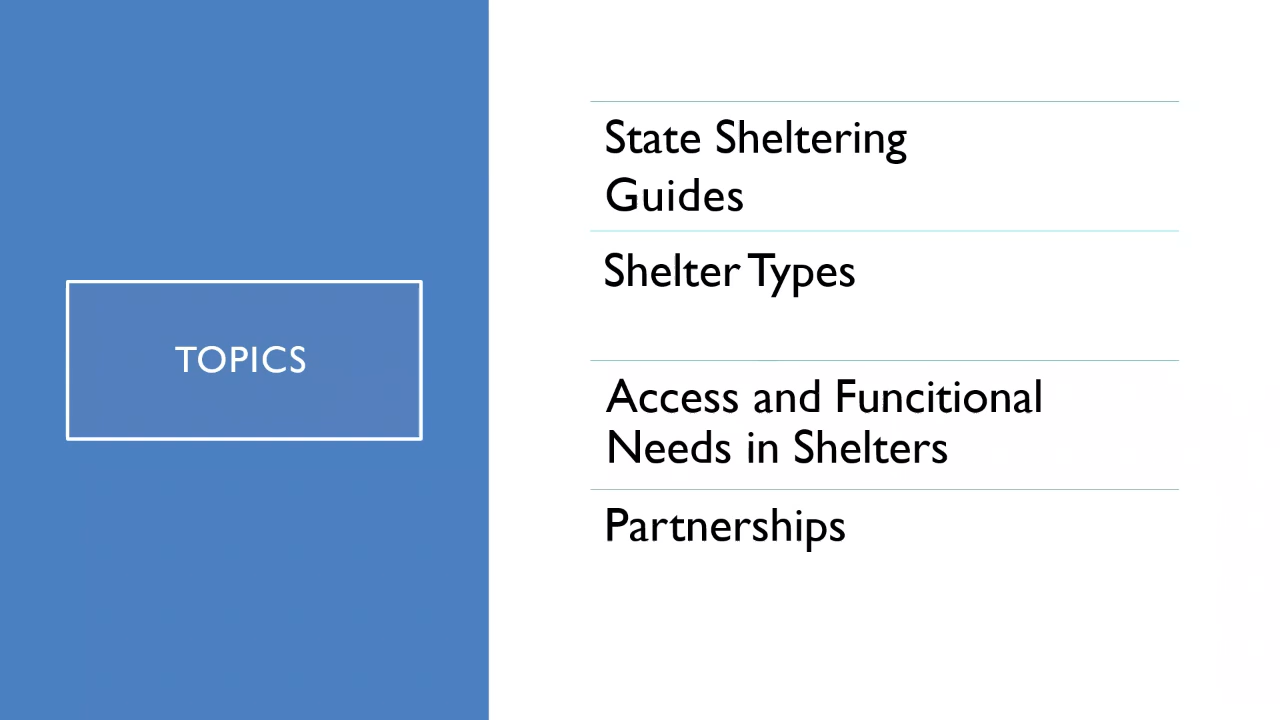 TOPICS
State Sheltering
Guides
Shelter Types
Access and Funcitional
Needs in Shelters
Partnerships